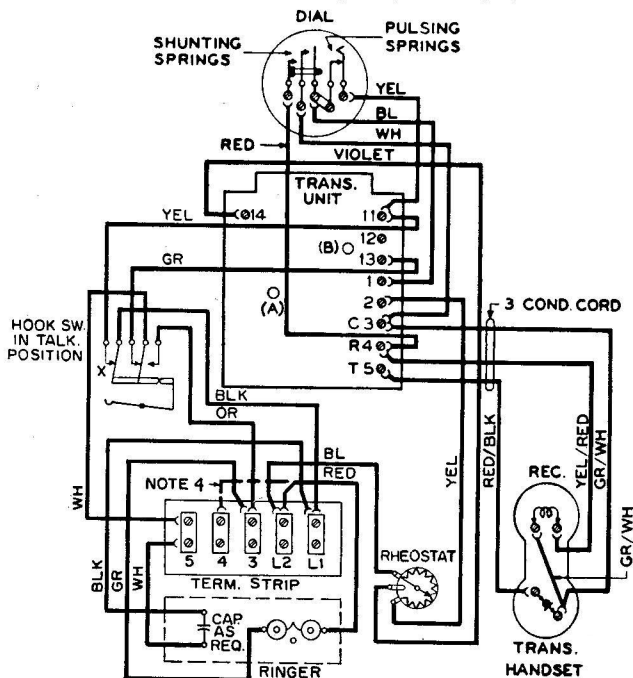 DIAL
SHUNTING
SPRINGS
PULSING
SPRINGS
YEL
BL
WH
RED
VIOLET
TRANS.
UNIT
14
11
YEL
12
(B)
13
GR
1
(A)
2
C 3
3 COND. CORD
HOOK SW.
IN TALK.
POSITION
R 4
X
T 5
BLK
OR
BL
RED
NOTE 4
WH
YEL
RED/BLK
YEL/RED
GR/WH
REC.
GR/WH
5 4 3 L2 L1
TERM. STRIP
RHEOSTAT
BLK
GR
WH
CAP.
AS
REQ.
RINGER
TRANS.
HANDSET